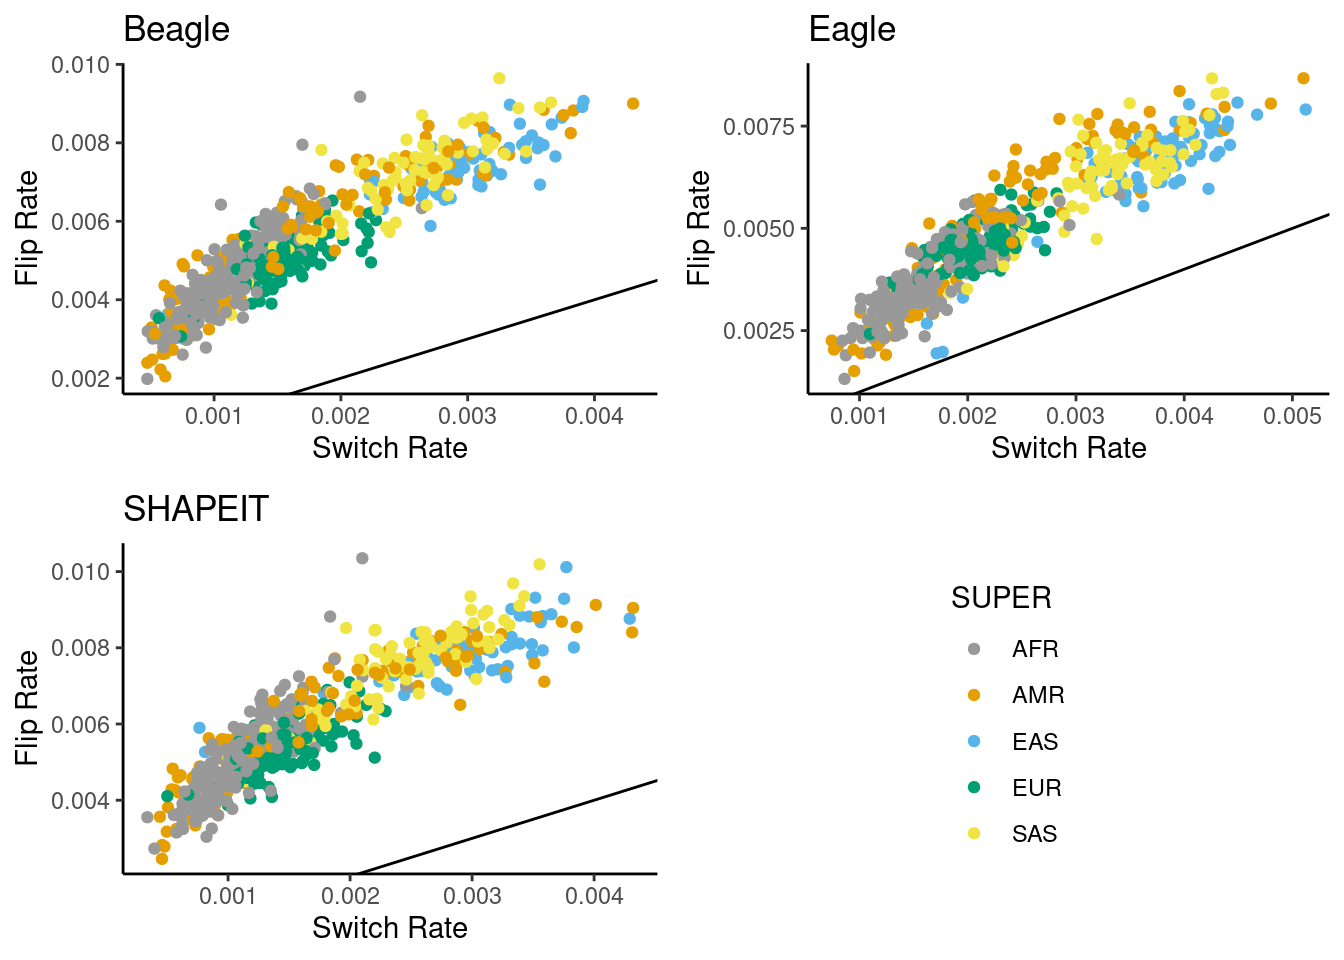 Beagle
Flip Rate
0.010
0.008
0.006
0.004
0.002
0.001 0.002 0.003 0.004
Switch Rate
Eagle
Flip Rate
0.0075
0.0050
0.0025
0.001 0.002 0.003 0.004 0.005
Switch Rate
SHAPEIT
Flip Rate
0.010
0.008
0.006
0.004
0.001 0.002 0.003 0.004
Switch Rate
SUPER
AFR
AMR
EAS
EUR
SAS